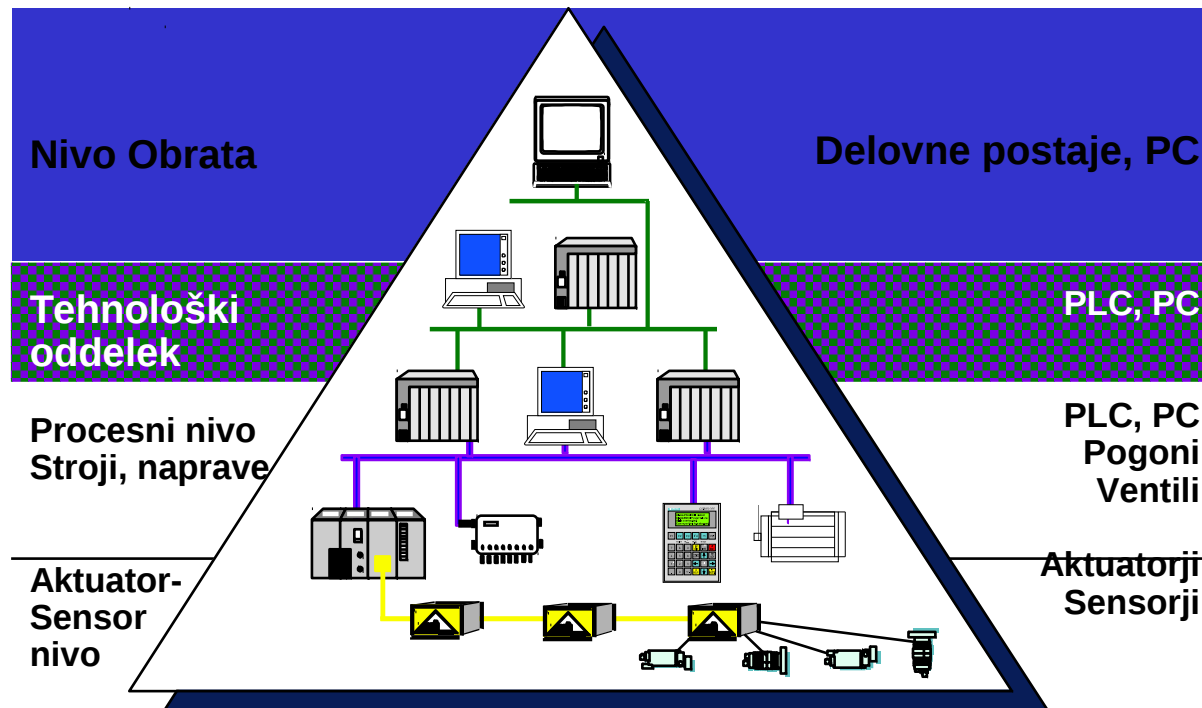 Nivo Obrata
Delovne postaje, PC
Tehnološki
oddelek
PLC, PC
Procesni nivo
Stroji, naprave
PLC, PC
Pogoni
Ventili
Aktuator-
Sensor
nivo
Aktuatorji
Sensorji